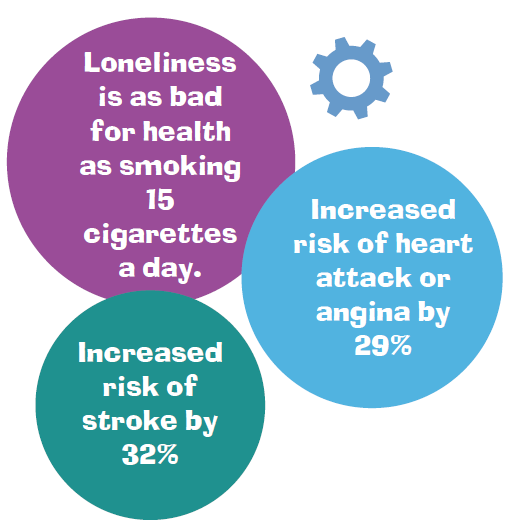 Loneliness
is as bad
for health
as smoking
15
cigarettes
a day.
Increased
risk of heart
attack or
angina by
29%
Increased
risk of
stroke by
32%